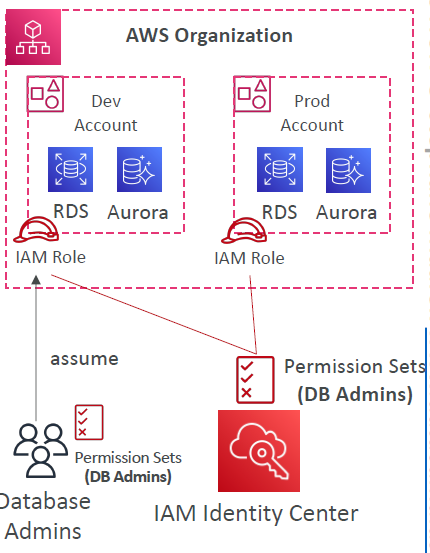 AWS Organization
Dev
Account
Prod
Account
RDS
Aurora
RDS
Aurora
IAM Role
IAM Role
assume
Permission Sets
(DB Admins)
Permission Sets
(DB Admins)
Database
Admins
IAM Identity Center